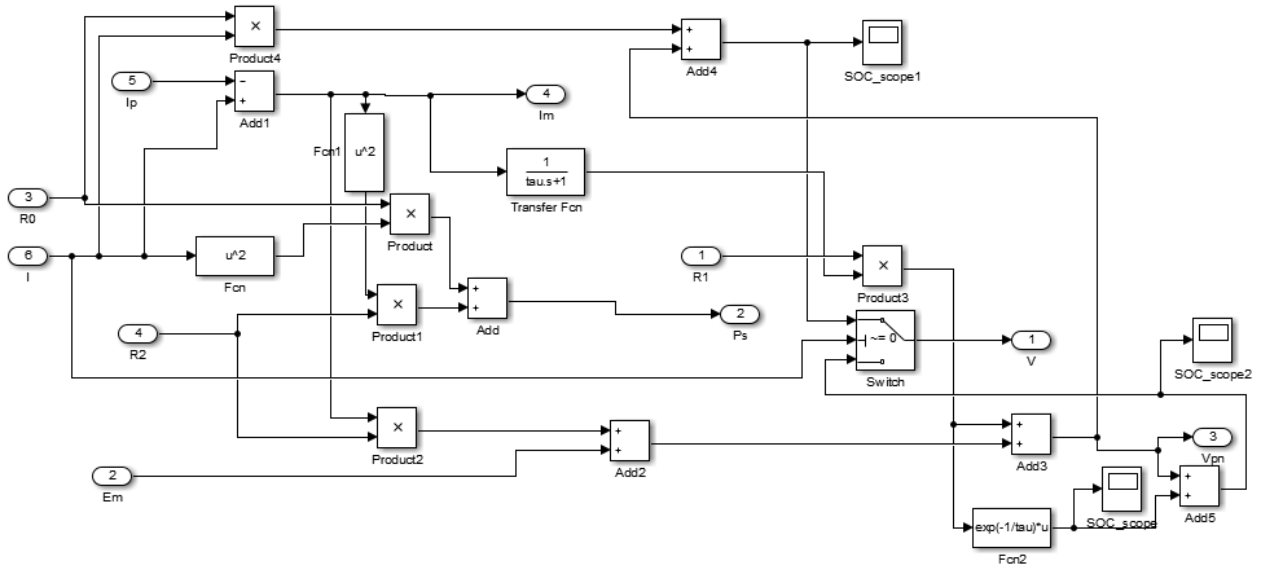 ×
Product4
+
+
Add4
SOC_scope1
5
Ip
−
+
Add1
4
Im
Fcn1
u^2
1
tau.s+1
Transfer Fcn
3
R0
×
Product
6
I
u^2
Fcn
1
R1
×
Product3
+
+
Add
×
Product1
2
Ps
4
R2
~= 0
Switch
1
V
SOC_scope2
×
Product2
+
+
Add2
+
+
Add3
3
Vpn
2
Em
SOC_scope
+
+
Add5
exp(-1/tau)*u
Fcn2